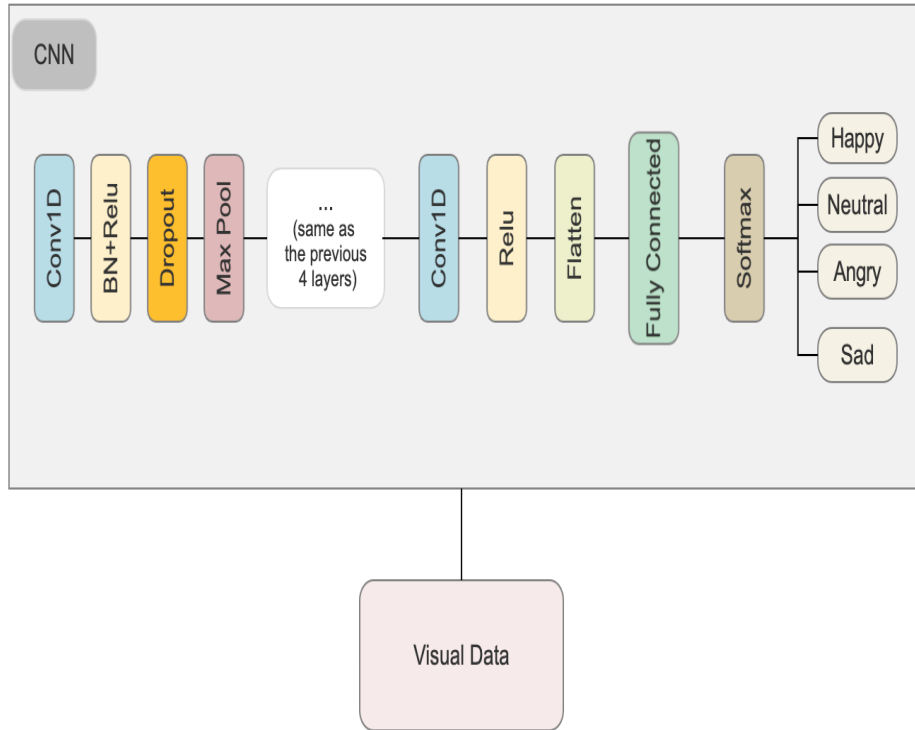 CNN
Conv1D
BN+Relu
Dropout
Max Pool
...
(same as
the previous
4 layers)
Conv1D
Relu
Flatten
Fully Connected
Softmax
Happy
Neutral
Angry
Sad
Visual Data